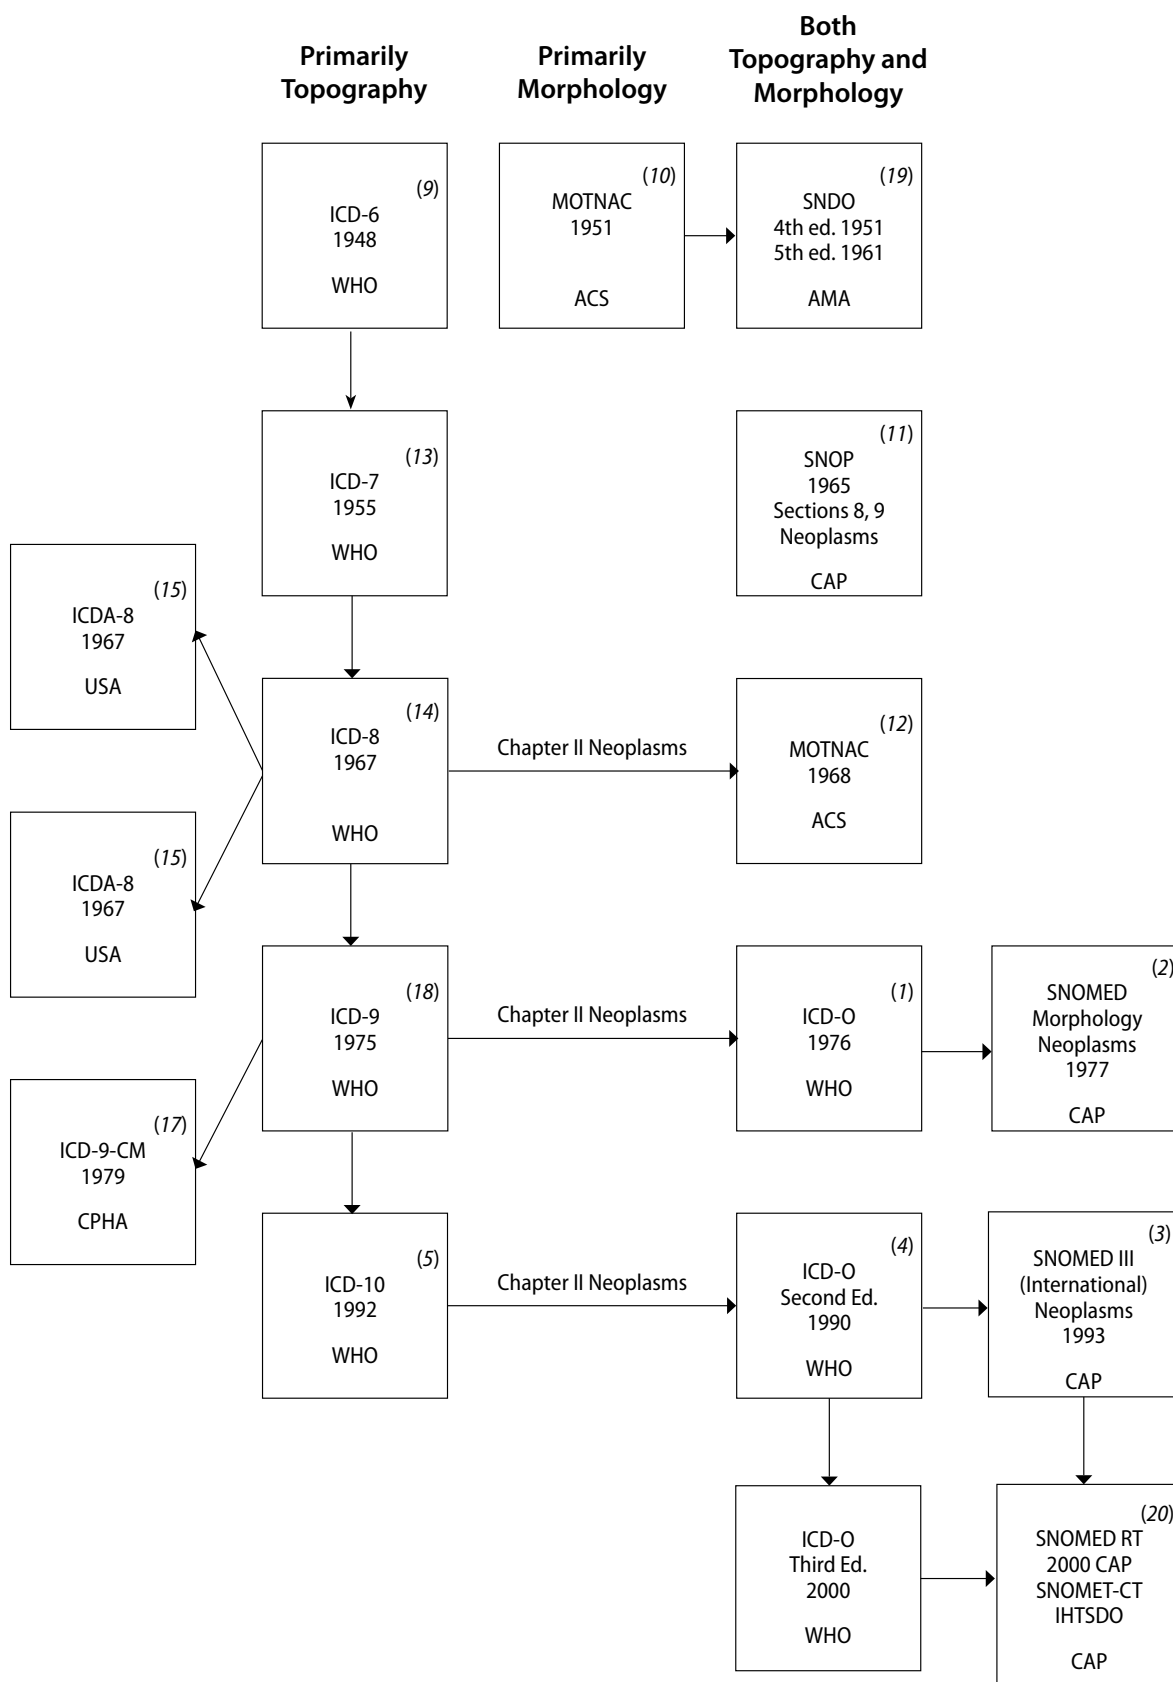 Primarily
Topography
Primarily
Morphology
Both
Topography and
Morphology
(9)
ICD-6
1948
WHO
(10)
MOTNAC
1951
ACS
(19)
SNDO
4th ed. 1951
5th ed. 1961
AMA
(13)
ICD-7
1955
WHO
(11)
SNOP
1965
Sections 8, 9
Neoplasms
CAP
(15)
ICDA-8
1967
USA
(14)
ICD-8
1967
WHO
Chapter II Neoplasms
(12)
MOTNAC
1968
ACS
(15)
ICDA-8
1967
USA
(18)
ICD-9
1975
WHO
Chapter II Neoplasms
(1)
ICD-O
1976
WHO
(2)
SNOMED
Morphology
Neoplasms
1977
CAP
(17)
ICD-9-CM
1979
CPHA
(5)
ICD-10
1992
WHO
Chapter II Neoplasms
(4)
ICD-O
Second Ed.
1990
WHO
(3)
SNOMED III
(International)
Neoplasms
1993
CAP
ICD-O
Third Ed.
2000
WHO
(20)
SNOMED RT
2000 CAP
SNOMET-CT
IHTSDO
CAP